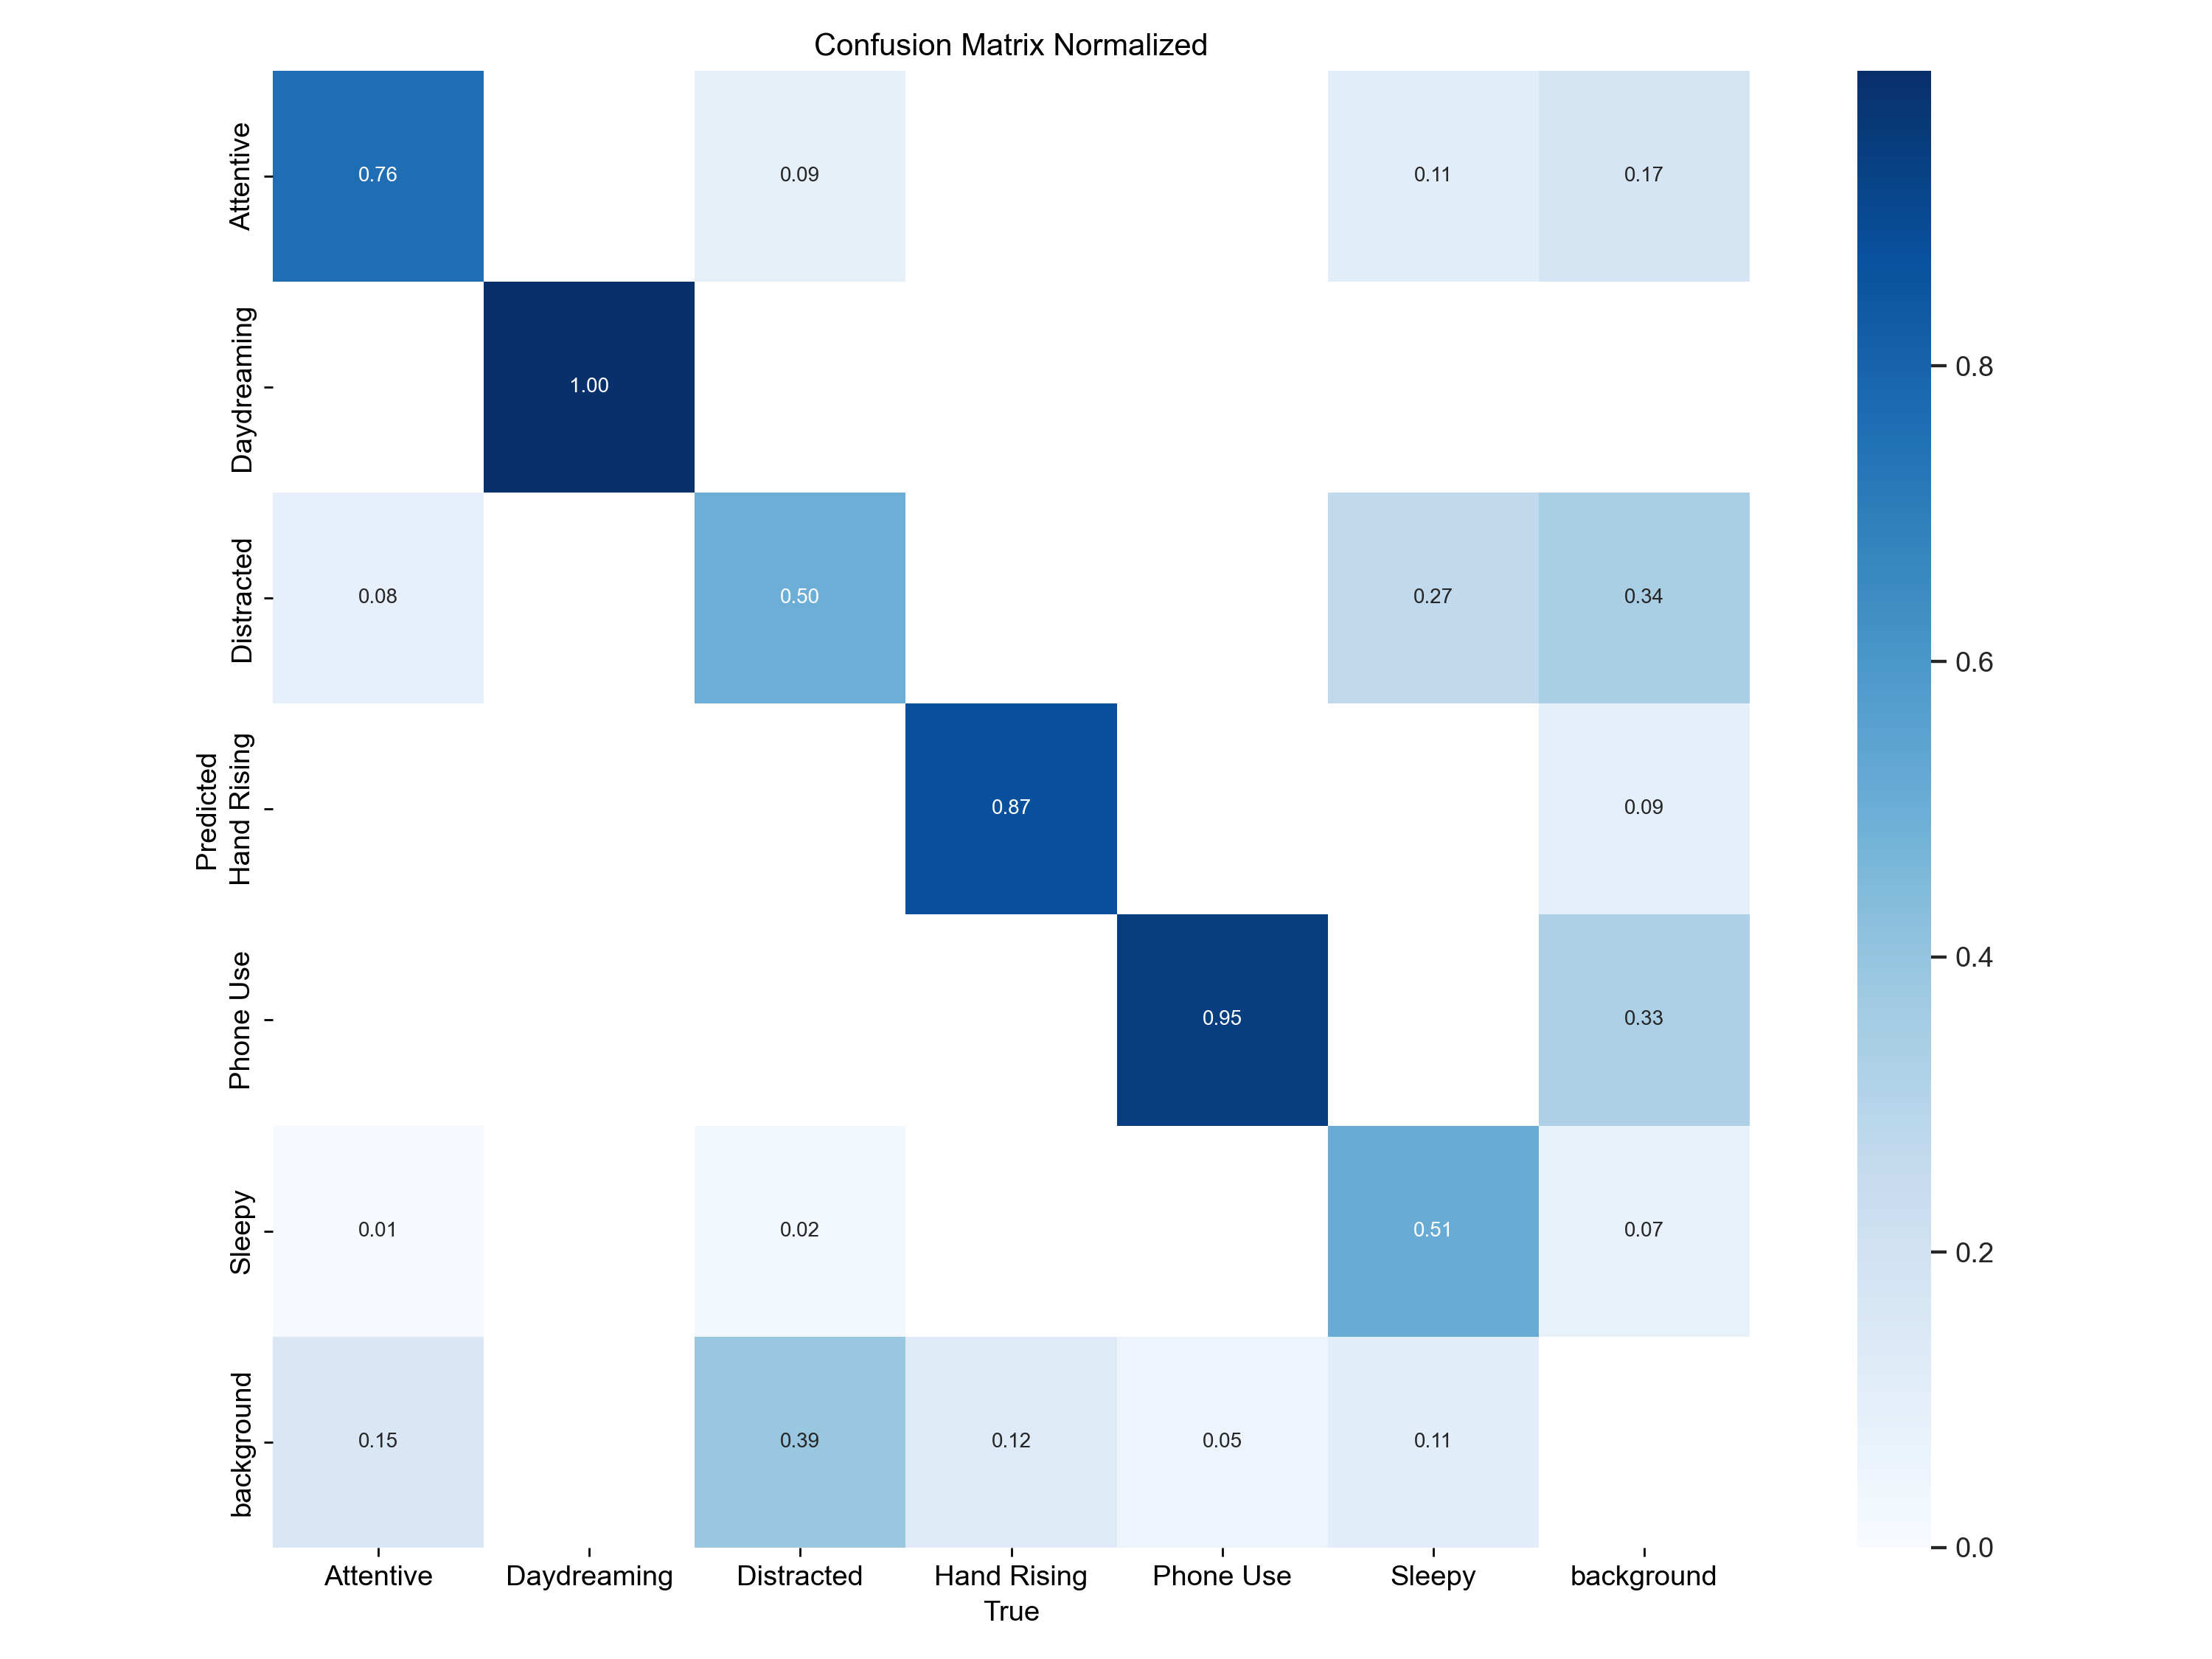 Confusion Matrix Normalized
Attentive
0.76
0.09
0.11
0.17
Daydreaming
1.00
Distracted
0.08
0.50
0.27
0.34
Predicted
Hand Rising
0.87
0.09
Phone Use
0.95
0.33
Sleepy
0.01
0.02
0.51
0.07
background
0.15
0.39
0.12
0.05
0.11
Attentive
Daydreaming
Distracted
Hand Rising
Phone Use
Sleepy
background
True
0.8
0.6
0.4
0.2
0.0